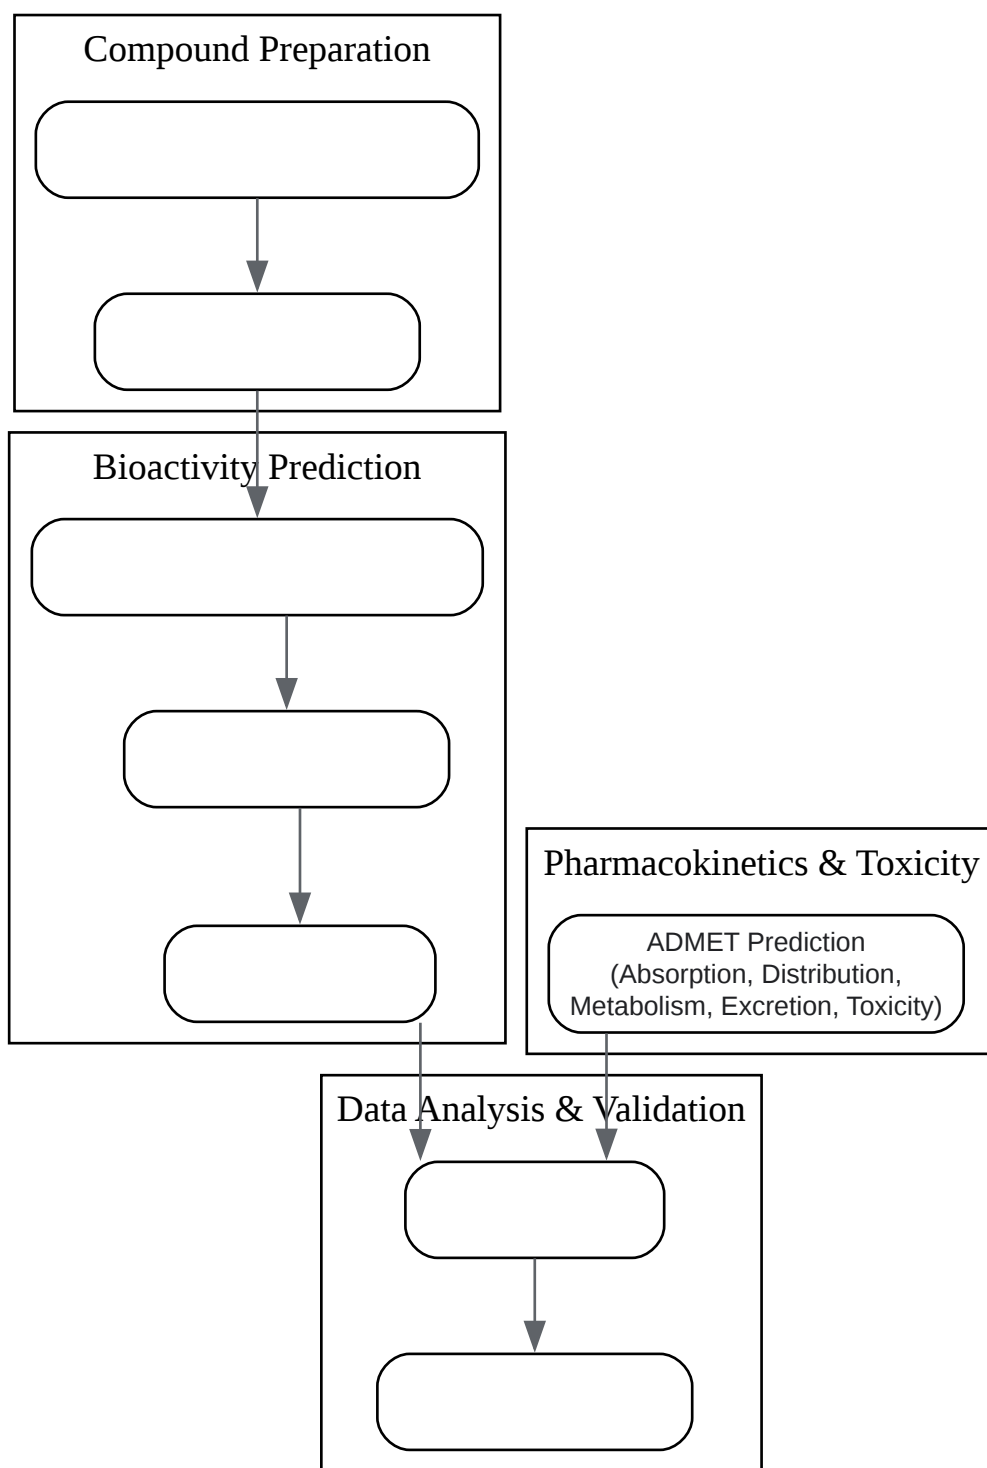 Compound Preparation
Bioactivity Prediction
Pharmacokinetics & Toxicity
ADMET Prediction
(Absorption, Distribution,
Metabolism, Excretion, Toxicity)
Data Analysis & Validation